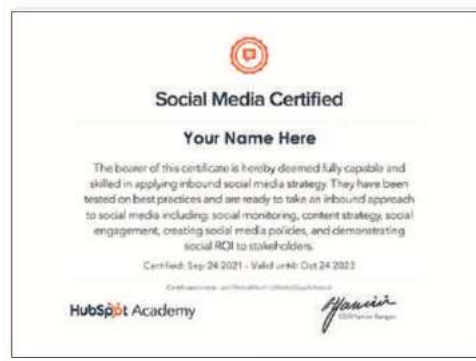 Social Media Certified
Your Name Here
The bearer of this certificate is hereby deemed fully capable and
skilled in applying inbound social media strategy. They have been
tested on best practices and are ready to take an inbound approach
to social media including: social monitoring, content strategy, social
engagement, creating social media policies, and demonstrating
social ROI to stakeholders.
Certified: Sep 24 2021 - Valid until: Oct 24 2023
HubSpot Academy